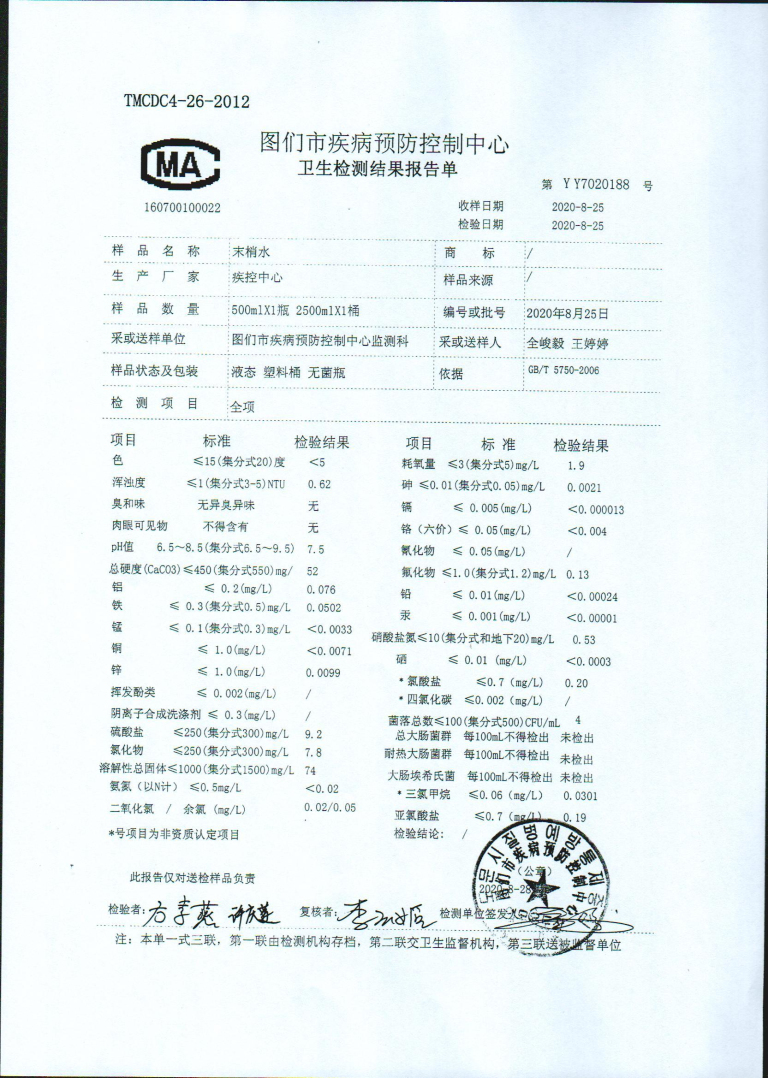 TMCDC4-26-2012
图们市疾病预防控制中心
卫生检测结果报告单
MA
160700100022
第 YY7020188 号
收样日期 2020-8-25
检验日期 2020-8-25
样品名称 末梢水 商标 /
生产厂家 疾控中心 样品来源 /
样品数量 500mlX1瓶 2500mlX1桶 编号或批号 2020年8月25日
采或送样单位 图们市疾病预防控制中心监测科 采或送样人 全峻毅 王婷婷
样品状态及包装 液态 塑料桶 无菌瓶 依据 GB/T 5750-2006
检测项目 全项
项目 标准 检验结果
色 ≤15(集分式20)度 <5
浑浊度 ≤1(集分式3-5)NTU 0.62
臭和味 无异臭异味 无
肉眼可见物 不得含有 无
pH值 6.5～8.5(集分式6.5～9.5) 7.5
总硬度(CaCO3)≤450(集分式550)mg/ 52
铝 ≤ 0.2(mg/L) 0.076
铁 ≤ 0.3(集分式0.5)mg/L 0.0502
锰 ≤ 0.1(集分式0.3)mg/L <0.0033
铜 ≤ 1.0(mg/L) <0.0071
锌 ≤ 1.0(mg/L) 0.0099
挥发酚类 ≤ 0.002(mg/L) /
阴离子合成洗涤剂 ≤ 0.3(mg/L) /
硫酸盐 ≤250(集分式300)mg/L 9.2
氯化物 ≤250(集分式300)mg/L 7.8
溶解性总固体≤1000(集分式1500)mg/L 74
氨氮（以N计） ≤0.5mg/L <0.02
二氧化氯 / 余氯 (mg/L) 0.02/0.05
*号项目为非资质认定项目
项目 标准 检验结果
耗氧量 ≤3(集分式5)mg/L 1.9
砷 ≤0.01(集分式0.05)mg/L 0.0021
镉 ≤ 0.005(mg/L) <0.000013
铬（六价）≤ 0.05(mg/L) <0.004
氰化物 ≤ 0.05(mg/L) /
氟化物 ≤1.0(集分式1.2)mg/L 0.13
铅 ≤ 0.01(mg/L) <0.00024
汞 ≤ 0.001(mg/L) <0.00001
硝酸盐氮≤10(集分式和地下20)mg/L 0.53
硒 ≤ 0.01 (mg/L) <0.0003
*氯酸盐 ≤0.7（mg/L) 0.20
*四氯化碳 ≤0.002（mg/L) /
菌落总数≤100(集分式500)CFU/mL 4
总大肠菌群 每100mL不得检出 未检出
耐热大肠菌群 每100mL不得检出 未检出
大肠埃希氏菌 每100mL不得检出 未检出
*三氯甲烷 ≤0.06（mg/L） 0.0301
亚氯酸盐 ≤0.7（mg/L） 0.19
检验结论: /
（公章）
2020-8-28
图们市疾病预防控制中心
此报告仅对送检样品负责
检验者: 复核者: 检测单位签发人
注：本单一式三联，第一联由检测机构存档，第二联交卫生监督机构，第三联送被监督单位